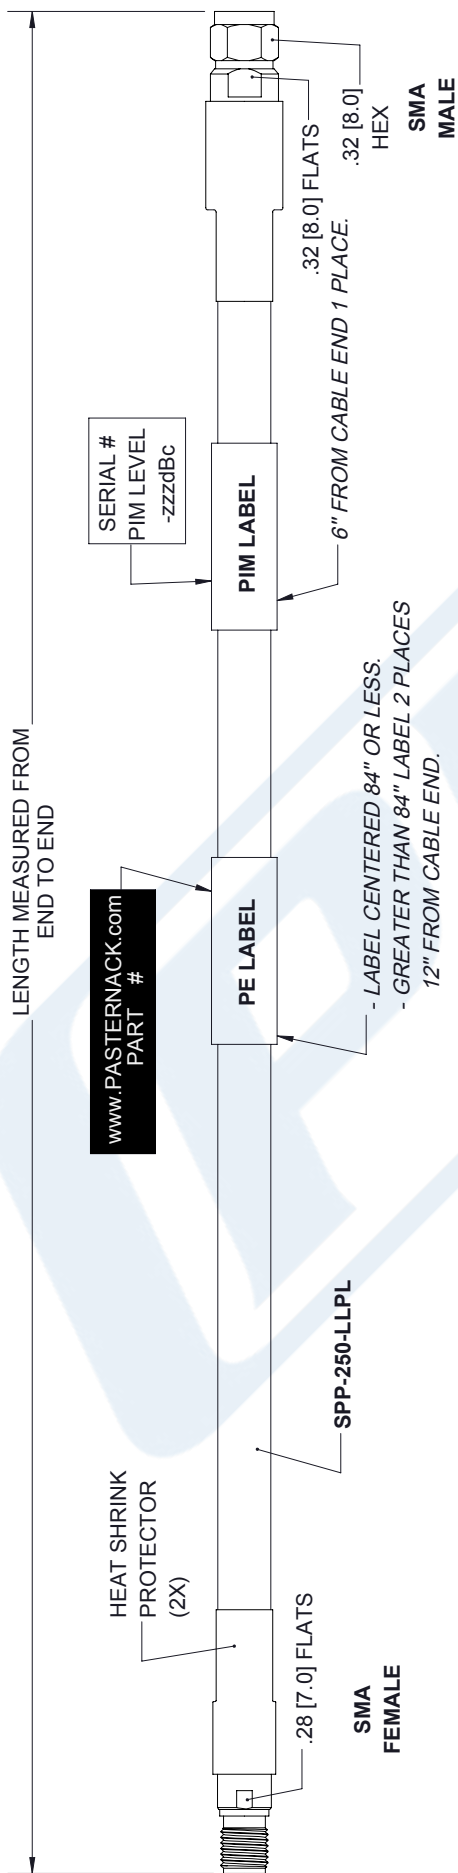 LENGTH MEASURED FROM
END TO END
HEAT SHRINK
PROTECTOR
(2X)
www.PASTERNACK.com
PART #
SERIAL #
PIM LEVEL
-zzzdBc
PE LABEL
PIM LABEL
.28 [7.0] FLATS
SMA
FEMALE
SPP-250-LLPL
- LABEL CENTERED 84" OR LESS.
- GREATER THAN 84" LABEL 2 PLACES
12" FROM CABLE END.
6" FROM CABLE END 1 PLACE.
.32 [8.0] FLATS
.32 [8.0]
HEX
SMA
MALE